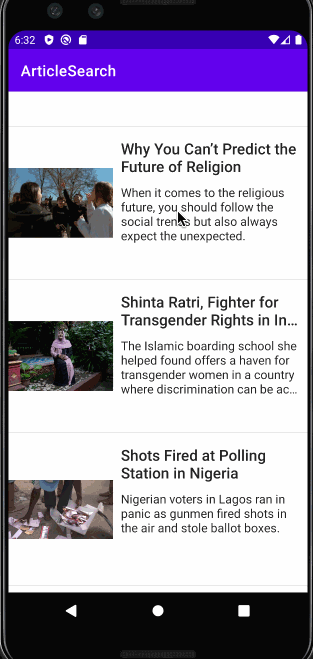 6:32
ArticleSearch
Why You Can’t Predict the
Future of Religion
When it comes to the religious
future, you should follow the
social trends but also always
expect the unexpected.
Shinta Ratri, Fighter for
Transgender Rights in In…
The Islamic boarding school she
helped found offers a haven for
transgender women in a country
where discrimination can be ac…
Shots Fired at Polling
Station in Nigeria
Nigerian voters in Lagos ran in
panic as gunmen fired shots in
the air and stole ballot boxes.